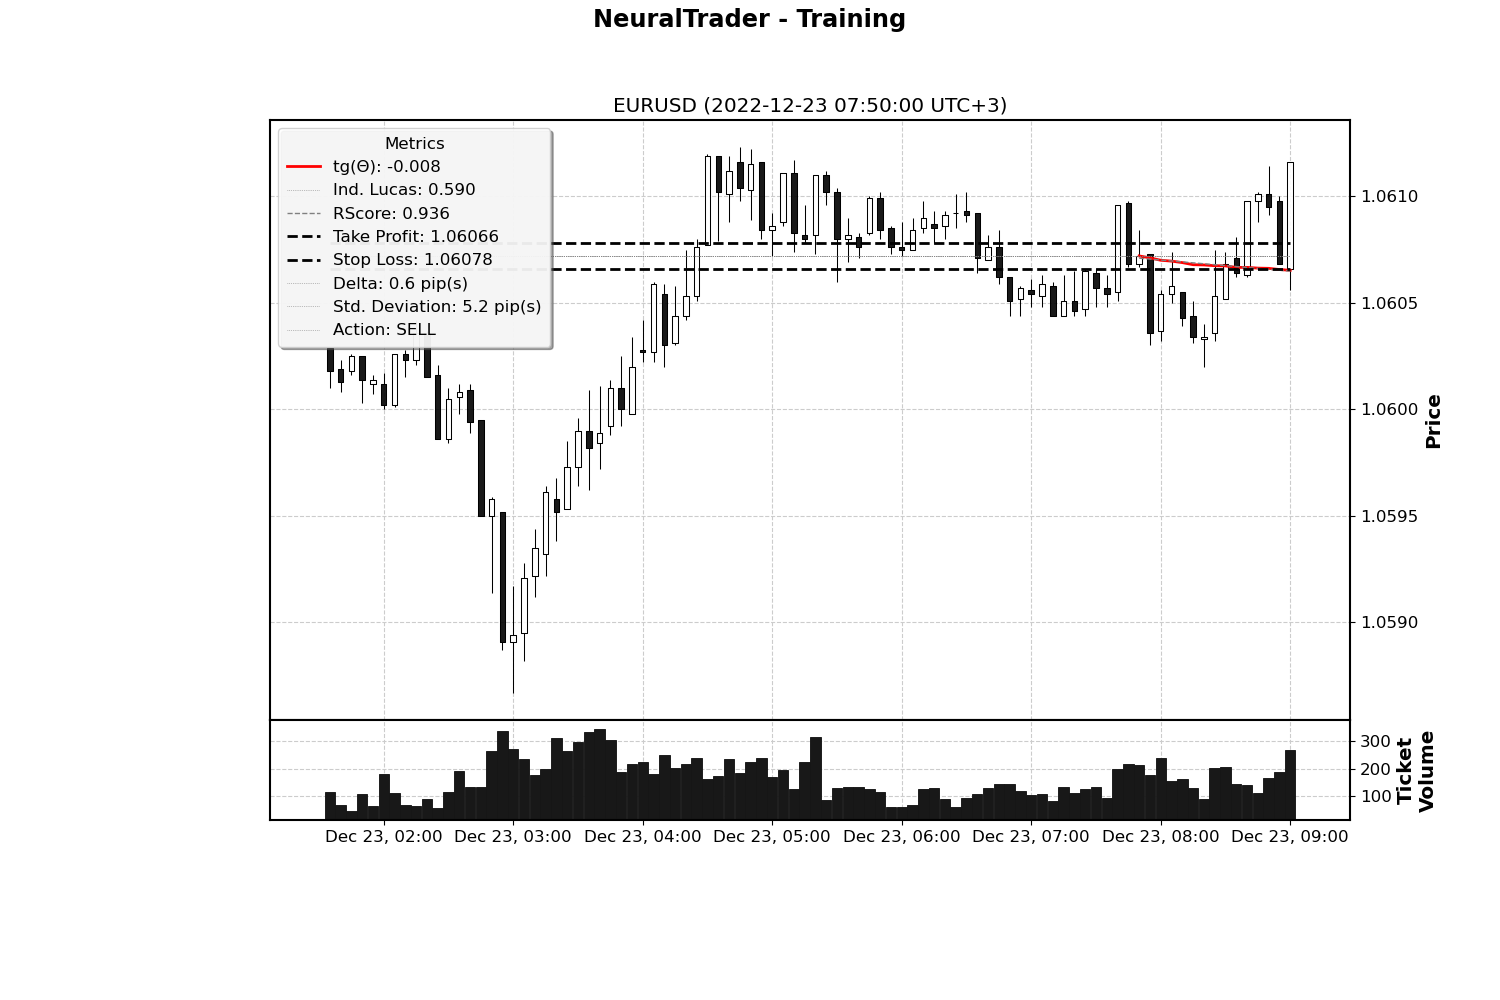 NeuralTrader - Training
EURUSD (2022-12-23 07:50:00 UTC+3)
Metrics
tg(Θ): -0.008
Ind. Lucas: 0.590
RScore: 0.936
Take Profit: 1.06066
Stop Loss: 1.06078
Delta: 0.6 pip(s)
Std. Deviation: 5.2 pip(s)
Action: SELL
1.0610
1.0605
1.0600
1.0595
1.0590
Price
300
200
100
Ticket
Volume
Dec 23, 02:00 Dec 23, 03:00 Dec 23, 04:00 Dec 23, 05:00 Dec 23, 06:00 Dec 23, 07:00 Dec 23, 08:00 Dec 23, 09:00